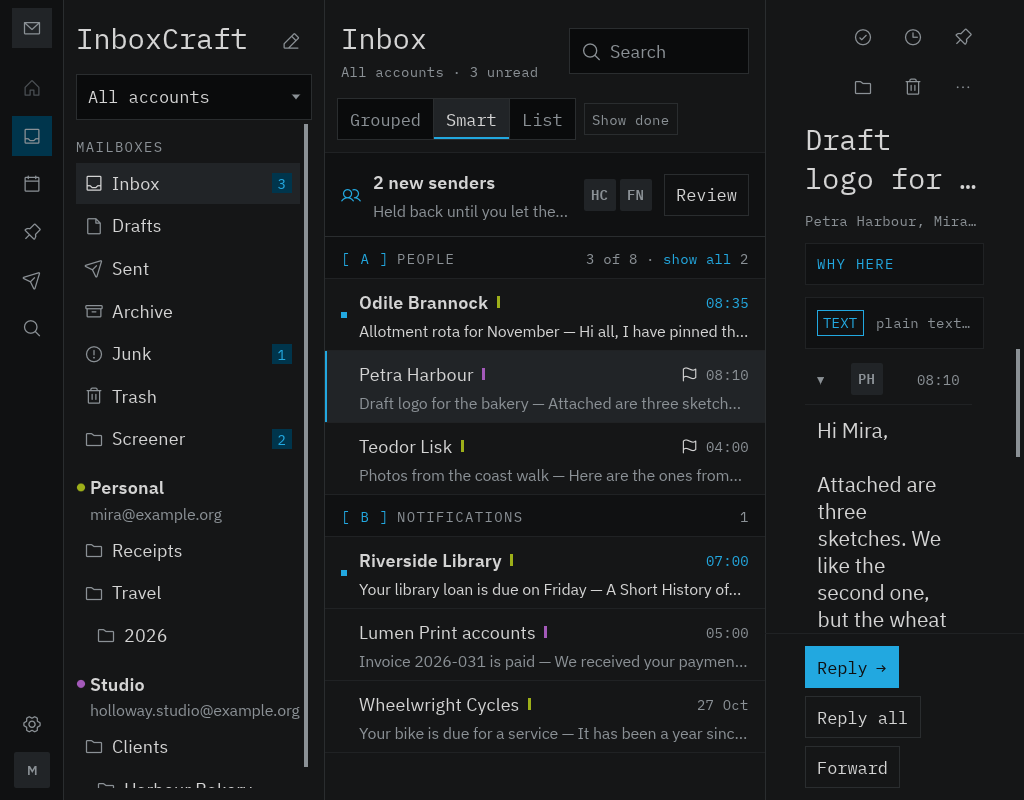 InboxCraft
All accounts
MAILBOXES
Inbox 3
Drafts
Sent
Archive
Junk 1
Trash
Screener 2
Personal
mira@example.org
Receipts
Travel
2026
Studio
holloway.studio@example.org
Clients
Harbour Bakery
M
Inbox
All accounts · 3 unread
Search
Grouped Smart List Show done
2 new senders
Held back until you let the…
HC FN Review
[ A ] PEOPLE 3 of 8 · show all 2
Odile Brannock 08:35
Allotment rota for November — Hi all, I have pinned th…
Petra Harbour 08:10
Draft logo for the bakery — Attached are three sketch…
Teodor Lisk 04:00
Photos from the coast walk — Here are the ones from…
[ B ] NOTIFICATIONS 1
Riverside Library 07:00
Your library loan is due on Friday — A Short History of…
Lumen Print accounts 05:00
Invoice 2026-031 is paid — We received your paymen…
Wheelwright Cycles 27 Oct
Your bike is due for a service — It has been a year sinc…
Draft
logo for …
Petra Harbour, Mira…
WHY HERE
TEXT plain text…
▼ PH 08:10
Hi Mira,
Attached are
three
sketches. We
like the
second one,
but the wheat
Reply →
Reply all
Forward